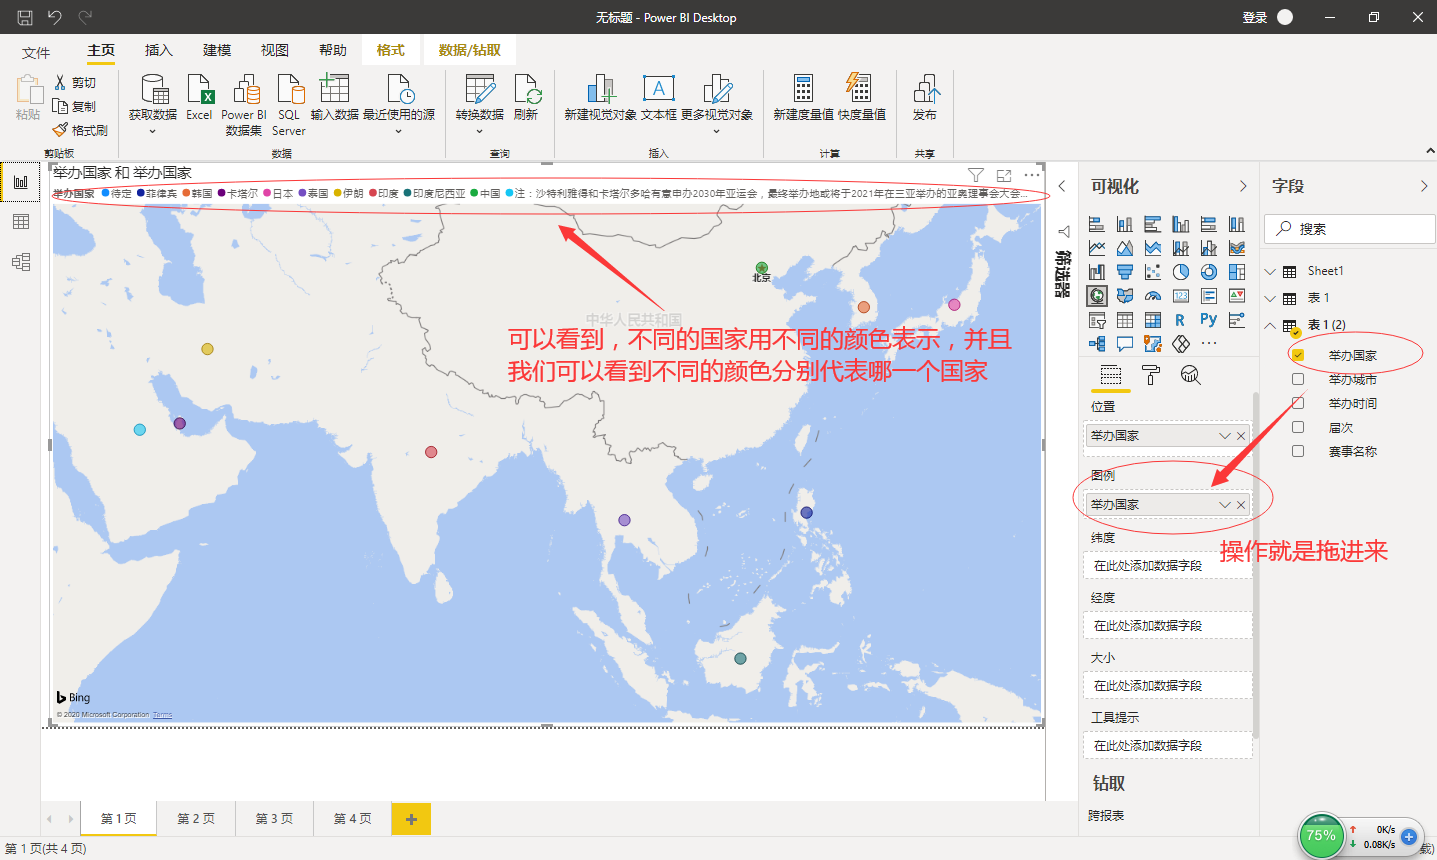 无标题 - Power BI Desktop
登录
文件
主页
插入
建模
视图
帮助
格式
数据/钻取
粘贴
剪切
复制
格式刷
剪贴板
获取数据
Excel
Power BI
数据集
SQL
Server
输入数据
最近使用的源
数据
转换数据
刷新
查询
新建视觉对象
文本框
更多视觉对象
插入
新建度量值
快度量值
计算
发布
共享
举办国家 和 举办国家
举办国家 待定 菲律宾 韩国 卡塔尔 日本 泰国 伊朗 印度 印度尼西亚 中国 注：沙特利雅得和卡塔尔多哈有意申办2030年亚运会，最终举办地或将于2021年在三亚举办的亚奥理事会大会...
北京
中华人民共和国
可以看到，不同的国家用不同的颜色表示，并且
我们可以看到不同的颜色分别代表哪一个国家
Bing
© 2020 Microsoft Corporation Terms
筛选器
可视化
123
R
Py
位置
举办国家
图例
举办国家
纬度
在此处添加数据字段
经度
在此处添加数据字段
大小
在此处添加数据字段
工具提示
在此处添加数据字段
钻取
跨报表
操作就是拖进来
字段
搜索
Sheet1
表 1
表 1 (2)
举办国家
举办城市
举办时间
届次
赛事名称
第 1 页
第 2 页
第 3 页
第 4 页
第 1 页(共 4 页)
75%
0K/s
0.08K/s
载)